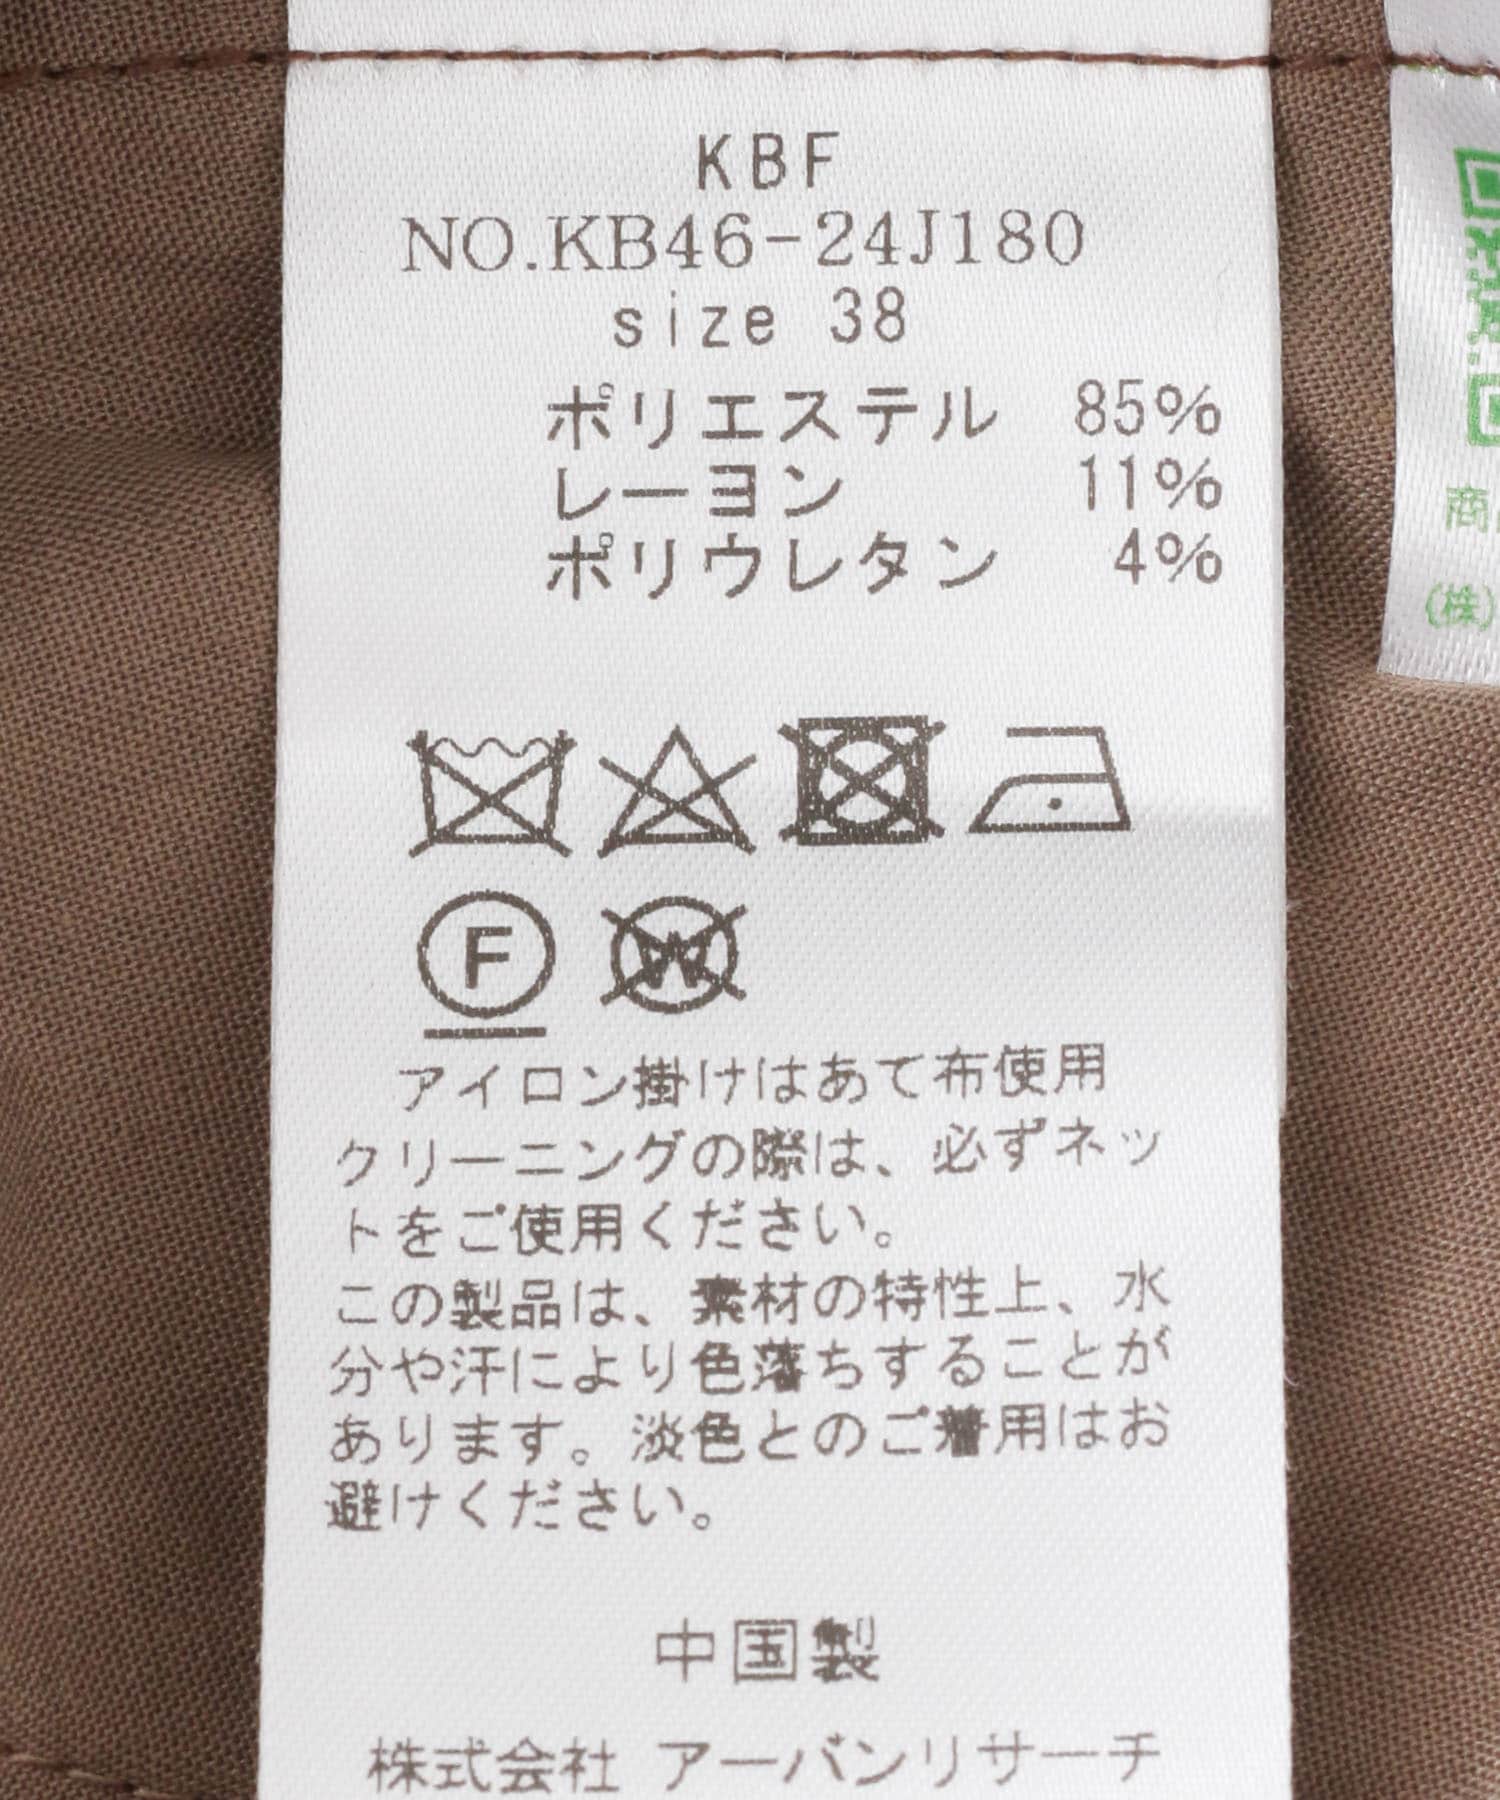 KBF
NO.KB46-24J180
size 38
ポリエステル 85%
レーヨン 11%
ポリウレタン 4%
F
W
アイロン掛けはあて布使用
クリーニングの際は、必ずネッ
トをご使用ください。
この製品は、素材の特性上、水
分や汗により色落ちすることが
あります。淡色とのご着用はお
避けください。
中国製
株式会社 アーバンリサーチ
商
(株)